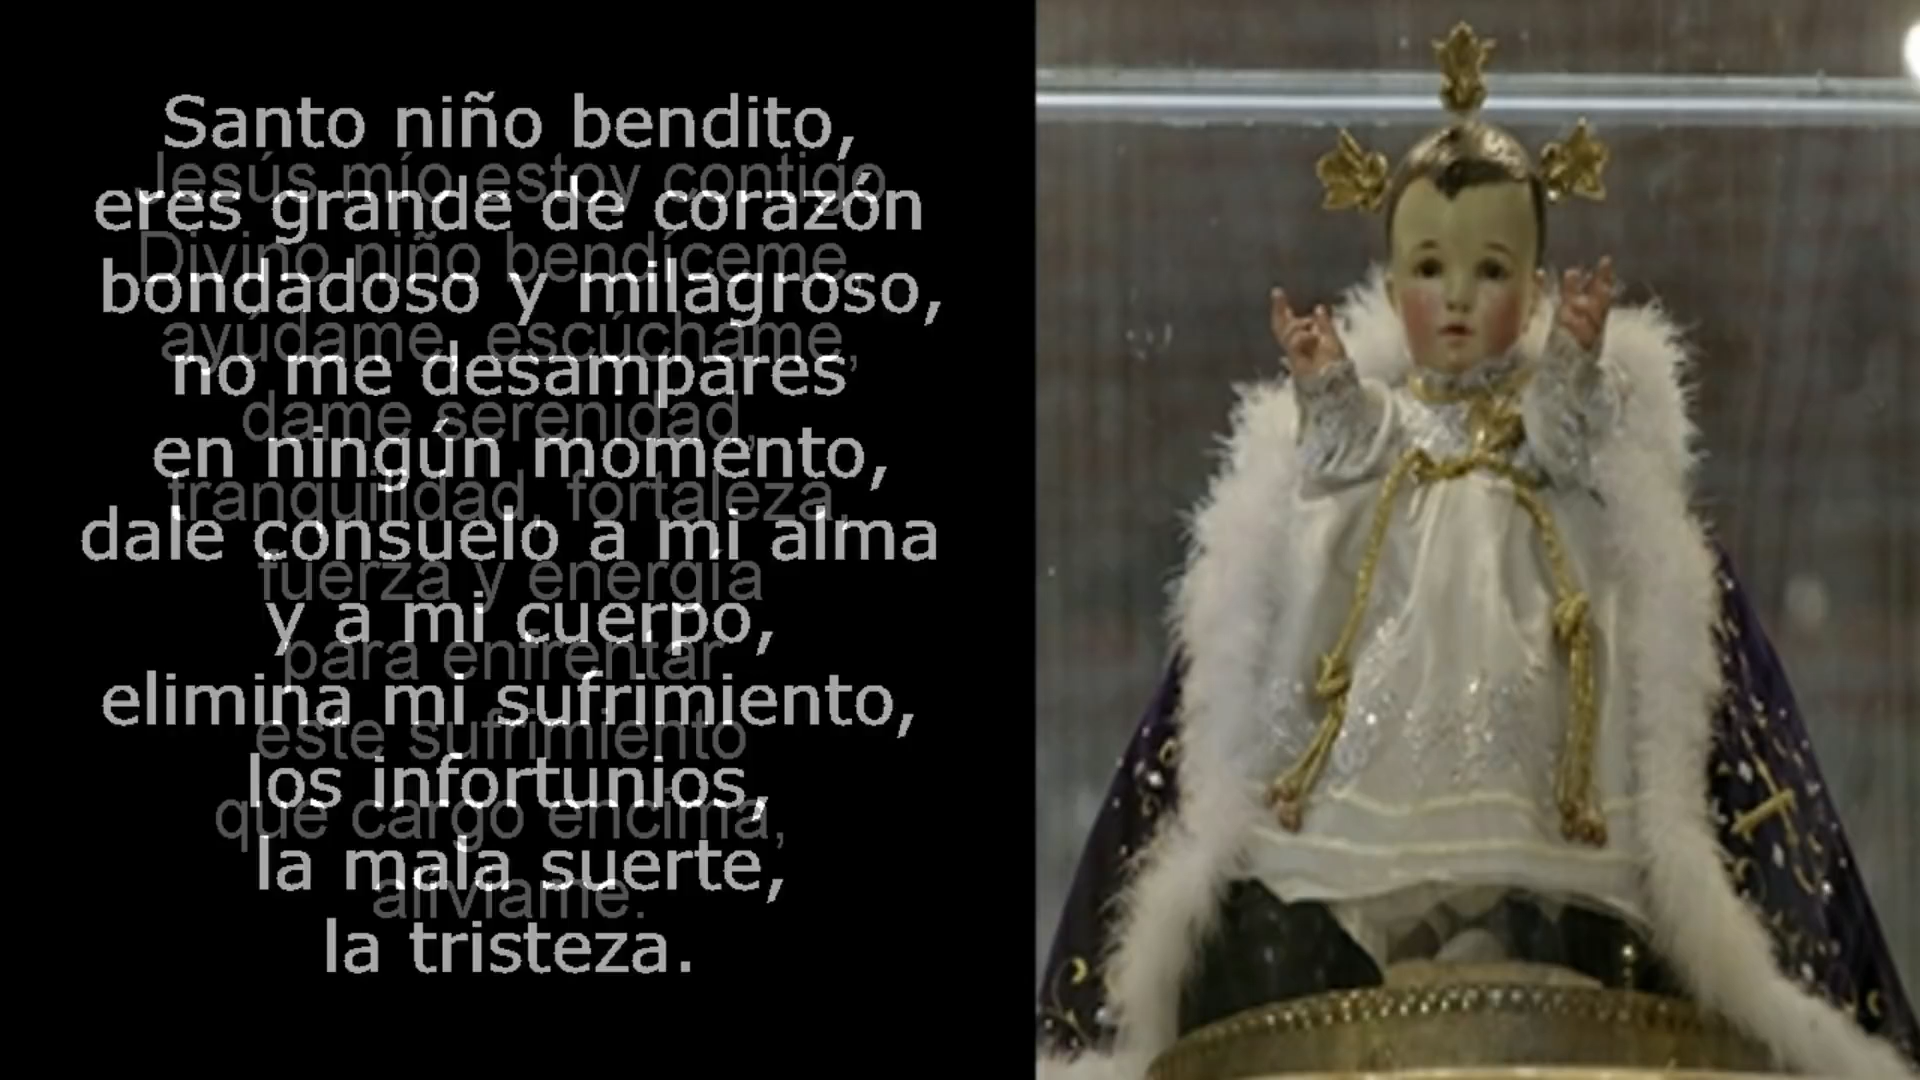 Santo niño bendito,
eres grande de corazón
bondadoso y milagroso,
no me desampares
en ningún momento,
dale consuelo a mi alma
y a mi cuerpo,
elimina mi sufrimiento,
los infortunios,
la mala suerte,
la tristeza.
Jesús mío estoy contigo
Divino niño bendíceme,
ayúdame, escúchame,
dame serenidad,
tranquilidad, fortaleza,
fuerza y energía
para enfrentar
este sufrimiento
que cargo encima,
alívíame.